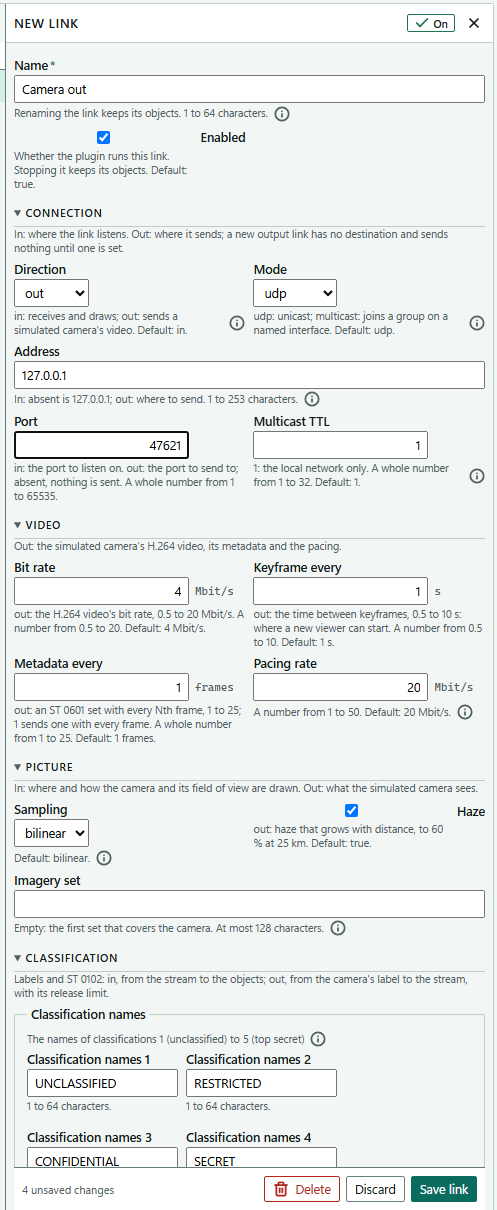 NEW LINK
On
Name*
Camera out
Renaming the link keeps its objects. 1 to 64 characters.
Enabled
Whether the plugin runs this link.
Stopping it keeps its objects. Default:
true.
CONNECTION
In: where the link listens. Out: where it sends; a new output link has no destination and sends
nothing until one is set.
Direction
Mode
out
udp
in: receives and draws; out: sends a
simulated camera's video. Default: in.
udp: unicast; multicast: joins a group on a
named interface. Default: udp.
Address
127.0.0.1
In: absent is 127.0.0.1; out: where to send. 1 to 253 characters.
Port
Multicast TTL
47621
1
in: the port to listen on. out: the port to send to;
absent, nothing is sent. A whole number from 1
to 65535.
1: the local network only. A whole number
from 1 to 32. Default: 1.
VIDEO
Out: the simulated camera's H.264 video, its metadata and the pacing.
Bit rate
Keyframe every
4 Mbit/s
1 s
out: the H.264 video's bit rate, 0.5 to 20 Mbit/s. A
number from 0.5 to 20. Default: 4 Mbit/s.
out: the time between keyframes, 0.5 to 10 s:
where a new viewer can start. A number from 0.5
to 10. Default: 1 s.
Metadata every
Pacing rate
1 frames
20 Mbit/s
out: an ST 0601 set with every Nth frame, 1 to 25;
1 sends one with every frame. A whole number
from 1 to 25. Default: 1 frames.
A number from 1 to 50. Default: 20 Mbit/s.
PICTURE
In: where and how the camera and its field of view are drawn. Out: what the simulated camera sees.
Sampling
Haze
bilinear
Default: bilinear.
out: haze that grows with distance, to 60
% at 25 km. Default: true.
Imagery set
Empty: the first set that covers the camera. At most 128 characters.
CLASSIFICATION
Labels and ST 0102: in, from the stream to the objects; out, from the camera's label to the stream,
with its release limit.
Classification names
The names of classifications 1 (unclassified) to 5 (top secret)
Classification names 1
Classification names 2
UNCLASSIFIED
RESTRICTED
1 to 64 characters.
1 to 64 characters.
Classification names 3
Classification names 4
CONFIDENTIAL
SECRET
4 unsaved changes
Delete
Discard
Save link